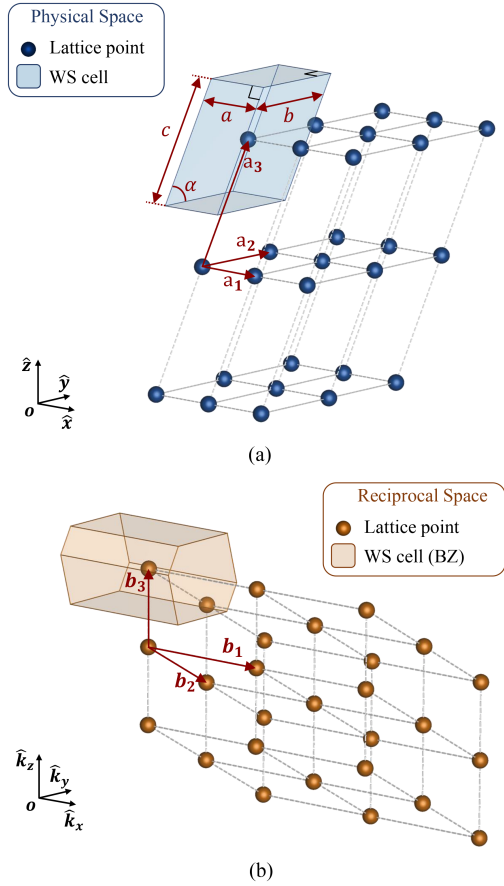 Physical Space
Lattice point
WS cell
c
a
b
α
a₃
a₂
a₁
ẑ
ŷ
o
x̂
(a)
Reciprocal Space
Lattice point
WS cell (BZ)
b₃
b₁
b₂
k̂z
k̂y
o
k̂x
(b)